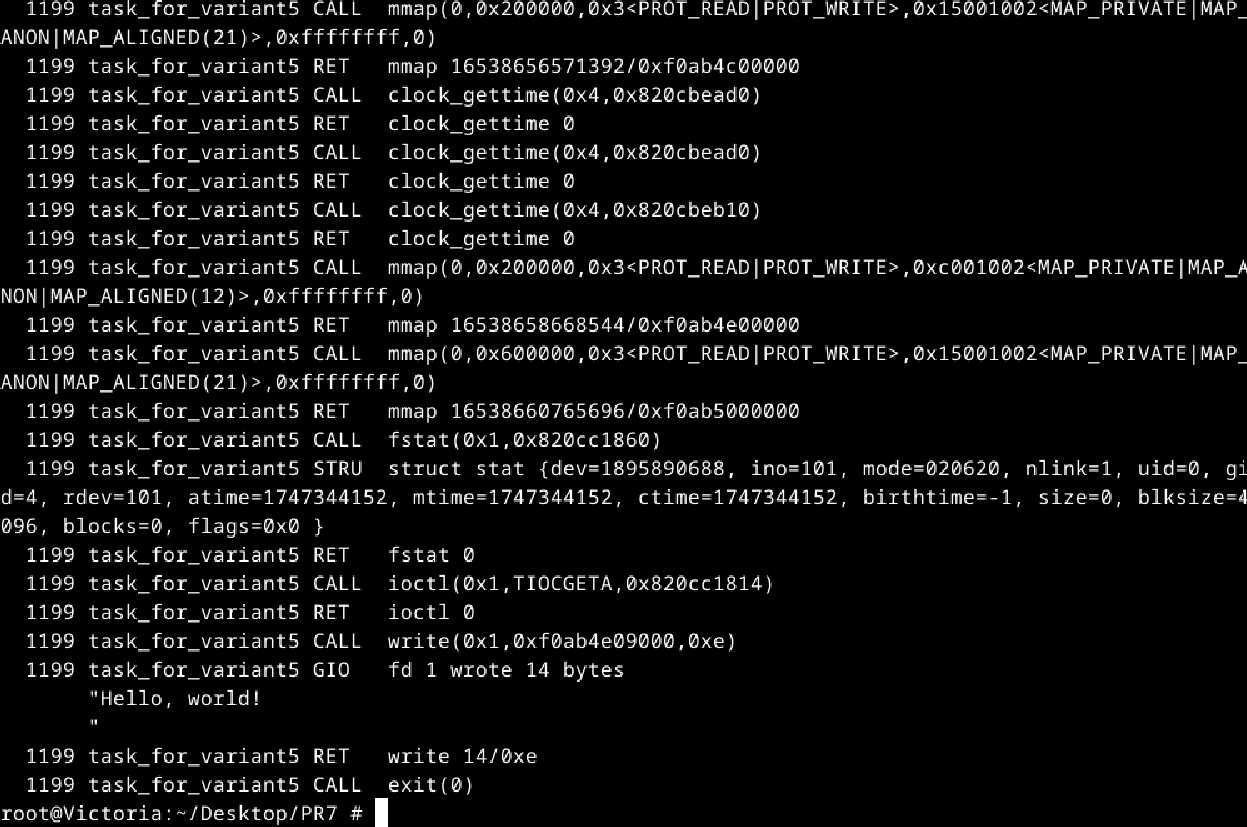 1199 task_for_variant5 CALL  mmap(0,0x200000,0x3<PROT_READ|PROT_WRITE>,0x15001002<MAP_PRIVATE|MAP_
ANON|MAP_ALIGNED(21)>,0xffffffff,0)
  1199 task_for_variant5 RET   mmap 16538656571392/0xf0ab4c00000
  1199 task_for_variant5 CALL  clock_gettime(0x4,0x820cbead0)
  1199 task_for_variant5 RET   clock_gettime 0
  1199 task_for_variant5 CALL  clock_gettime(0x4,0x820cbead0)
  1199 task_for_variant5 RET   clock_gettime 0
  1199 task_for_variant5 CALL  clock_gettime(0x4,0x820cbeb10)
  1199 task_for_variant5 RET   clock_gettime 0
  1199 task_for_variant5 CALL  mmap(0,0x200000,0x3<PROT_READ|PROT_WRITE>,0xc001002<MAP_PRIVATE|MAP_A
NON|MAP_ALIGNED(12)>,0xffffffff,0)
  1199 task_for_variant5 RET   mmap 16538658668544/0xf0ab4e00000
  1199 task_for_variant5 CALL  mmap(0,0x600000,0x3<PROT_READ|PROT_WRITE>,0x15001002<MAP_PRIVATE|MAP_
ANON|MAP_ALIGNED(21)>,0xffffffff,0)
  1199 task_for_variant5 RET   mmap 16538660765696/0xf0ab5000000
  1199 task_for_variant5 CALL  fstat(0x1,0x820cc1860)
  1199 task_for_variant5 STRU  struct stat {dev=1895890688, ino=101, mode=020620, nlink=1, uid=0, gi
d=4, rdev=101, atime=1747344152, mtime=1747344152, ctime=1747344152, birthtime=-1, size=0, blksize=4
096, blocks=0, flags=0x0 }
  1199 task_for_variant5 RET   fstat 0
  1199 task_for_variant5 CALL  ioctl(0x1,TIOCGETA,0x820cc1814)
  1199 task_for_variant5 RET   ioctl 0
  1199 task_for_variant5 CALL  write(0x1,0xf0ab4e09000,0xe)
  1199 task_for_variant5 GIO   fd 1 wrote 14 bytes
       "Hello, world!
       "
  1199 task_for_variant5 RET   write 14/0xe
  1199 task_for_variant5 CALL  exit(0)
root@Victoria:~/Desktop/PR7 #